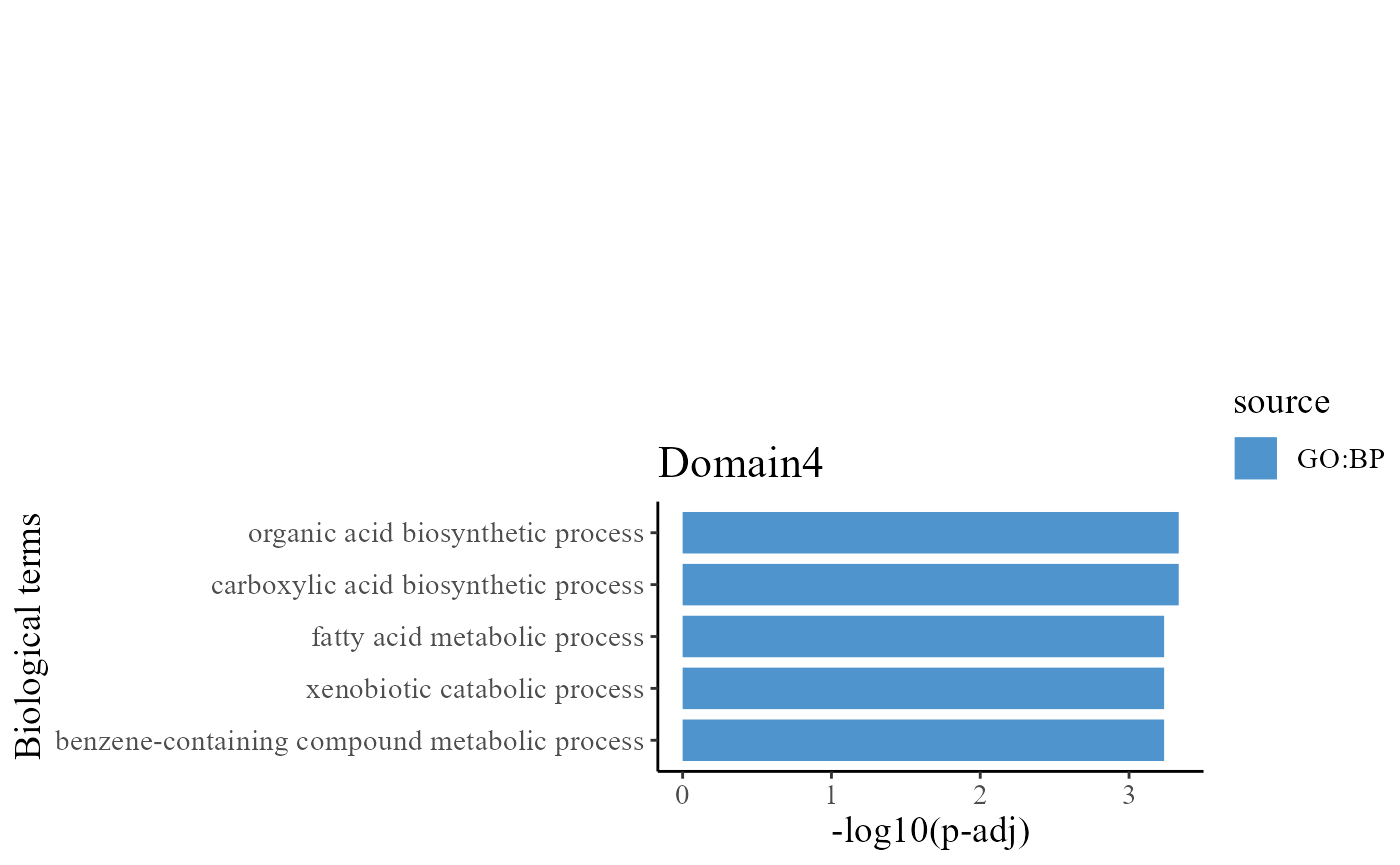 source
GO:BP
Domain4
Biological terms
organic acid biosynthetic process
carboxylic acid biosynthetic process
fatty acid metabolic process
xenobiotic catabolic process
benzene-containing compound metabolic process
0 1 2 3
-log10(p-adj)